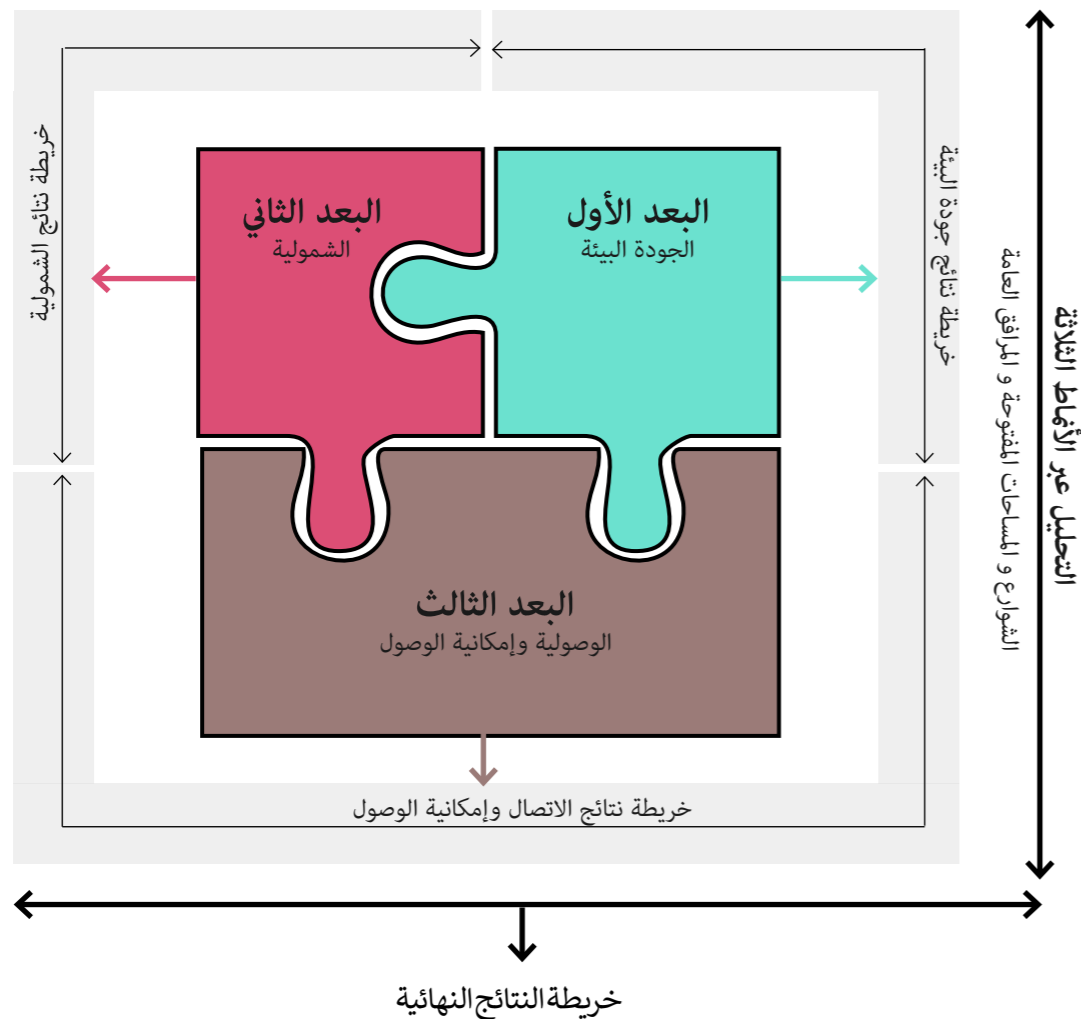 البعد الأول
الجودة البيئة
البعد الثاني
الشمولية
البعد الثالث
الوصولية وإمكانية الوصول
خريطة نتائج جودة البيئة
خريطة نتائج الشمولية
خريطة نتائج الاتصال وإمكانية الوصول
التحليل عبر الأنماط الثلاثة
الشوارع و المساحات المفتوحة و المرافق العامة
خريطة النتائج النهائية